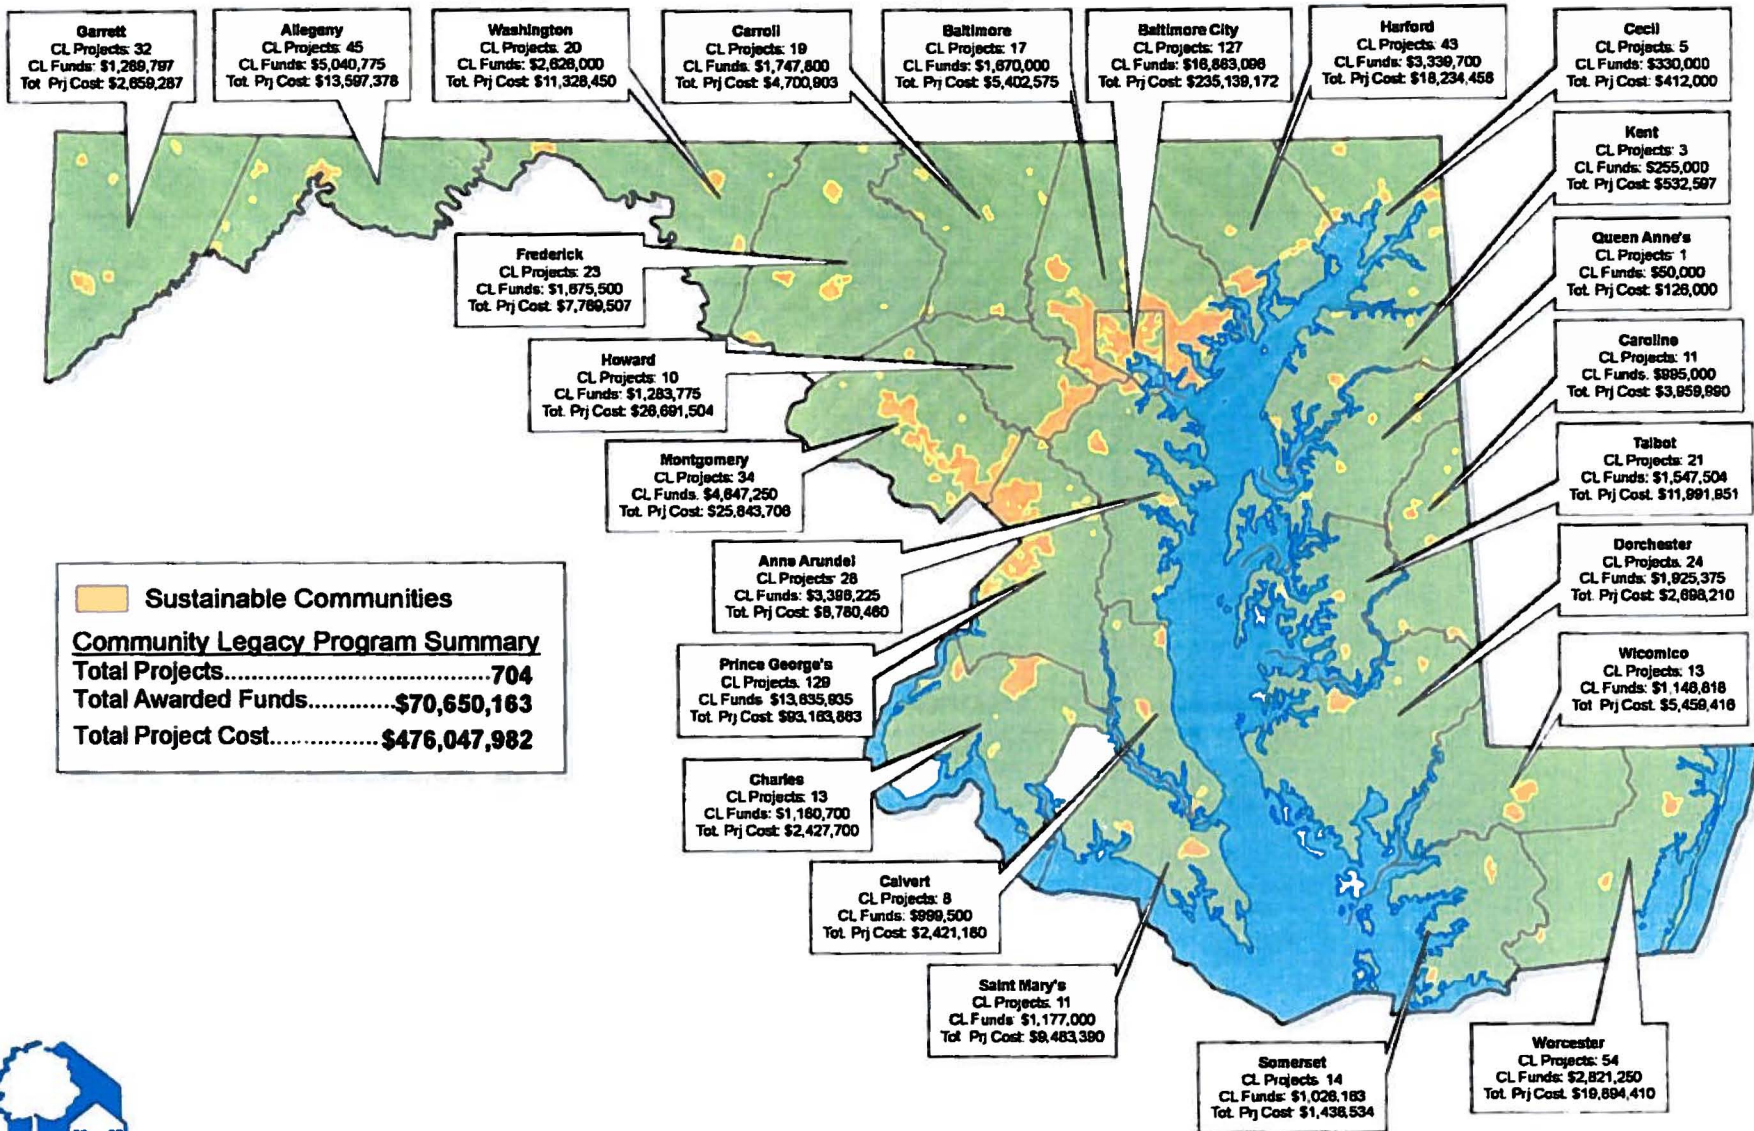 Garrett
CL Projects: 32
CL Funds: $1,289,797
Tot Prj Cost: $2,659,287
Allegany
CL Projects: 45
CL Funds: $5,040,775
Tot. Prj Cost: $13,597,378
Washington
CL Projects: 20
CL Funds: $2,626,000
Tot. Prj Cost: $11,328,450
Carroll
CL Projects: 19
CL Funds. $1,747,800
Tot. Prj Cost: $4,700,903
Baltimore
CL Projects: 17
CL Funds: $1,670,000
Tot. Prj Cost: $5,402,575
Baltimore City
CL Projects: 127
CL Funds: $16,863,096
Tot. Prj Cost: $235,139,172
Harford
CL Projects: 43
CL Funds: $3,339,700
Tot. Prj Cost: $18,234,458
Cecil
CL Projects: 5
CL Funds: $330,000
Tot. Prj Cost: $412,000
Kent
CL Projects: 3
CL Funds: $255,000
Tot. Prj Cost: $532,597
Queen Anne's
CL Projects: 1
CL Funds: $50,000
Tot. Prj Cost: $126,000
Frederick
CL Projects: 23
CL Funds: $1,675,500
Tot. Prj Cost: $7,769,507
Caroline
CL Projects: 11
CL Funds. $995,000
Tot. Prj Cost: $3,959,990
Howard
CL Projects: 10
CL Funds: $1,283,775
Tot. Prj Cost: $26,691,504
Talbot
CL Projects: 21
CL Funds: $1,547,504
Tot. Prj Cost: $11,991,951
Montgomery
CL Projects: 34
CL Funds. $4,647,250
Tot. Prj Cost: $25,843,706
Dorchester
CL Projects: 24
CL Funds: $1,925,375
Tot. Prj Cost: $2,698,210
Anne Arundel
CL Projects: 28
CL Funds: $3,398,225
Tot. Prj Cost: $8,780,460
Sustainable Communities
Community Legacy Program Summary
Total Projects.......................................704
Total Awarded Funds.............$70,650,163
Total Project Cost................$476,047,982
Wicomico
CL Projects: 13
CL Funds: $1,146,818
Tot Prj Cost. $5,459,416
Prince George's
CL Projects. 129
CL Funds $13,635,935
Tot. Prj Cost $93,163,863
Charles
CL Projects: 13
CL Funds: $1,160,700
Tot. Prj Cost: $2,427,700
Calvert
CL Projects: 8
CL Funds: $999,500
Tot. Prj Cost: $2,421,160
Saint Mary's
CL Projects. 11
CL Funds $1,177,000
Tot Prj Cost $9,483,390
Somerset
CL Projects 14
CL Funds: $1,026,163
Tot. Prj Cost: $1,436,534
Worcester
CL Projects: 54
CL Funds: $2,821,250
Tot. Prj Cost. $19,694,410